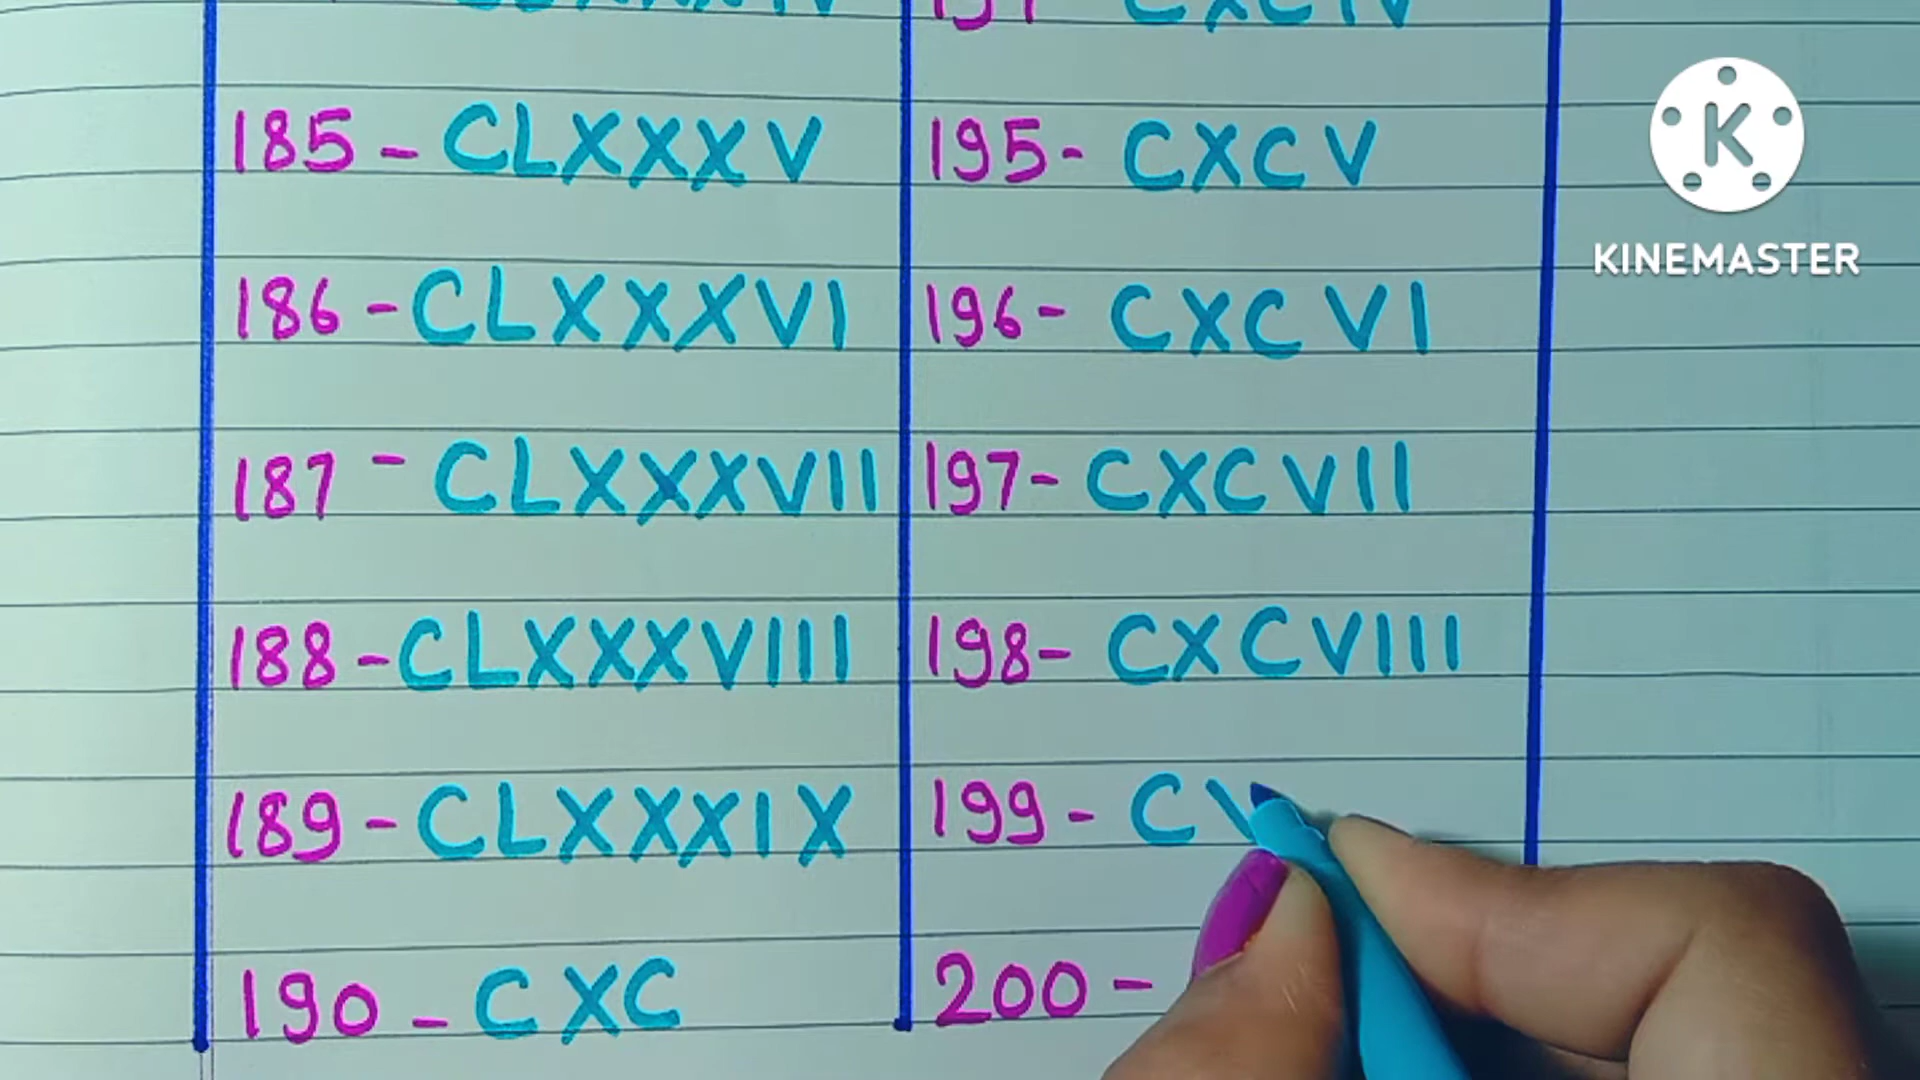 185 - CLXXXV
186 - CLXXXVI
187 - CLXXXVII
188 - CLXXXVIII
189 - CLXXXIX
190 - CXC
CXCIV
195 - CXCV
196 - CXCVI
197 - CXCVII
198 - CXCVIII
199 - C
200 -
K
KINEMASTER